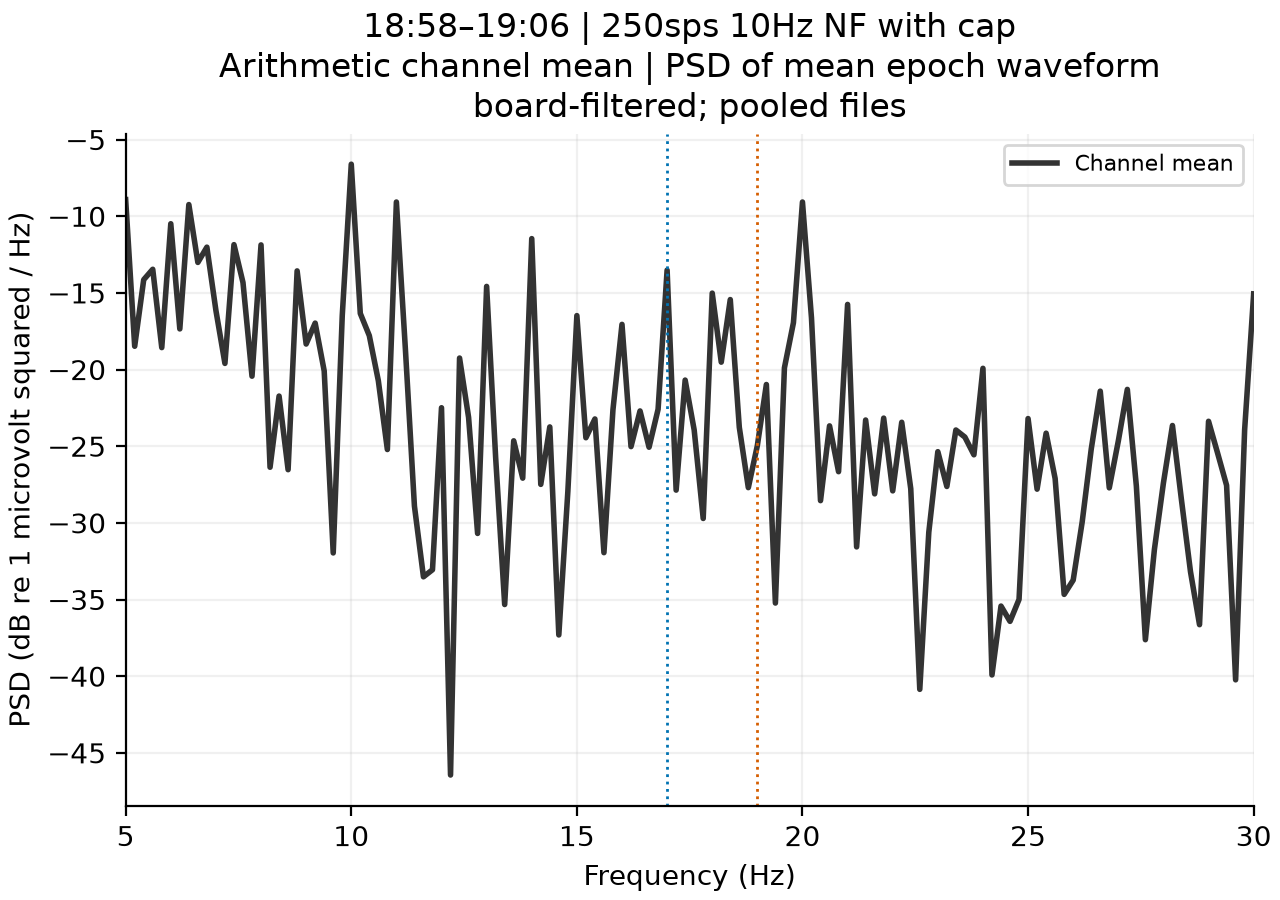 18:58–19:06 | 250sps 10Hz NF with cap
Arithmetic channel mean | PSD of mean epoch waveform
board-filtered; pooled files
Channel mean
PSD (dB re 1 microvolt squared / Hz)
−5
−10
−15
−20
−25
−30
−35
−40
−45
5
10
15
20
25
30
Frequency (Hz)